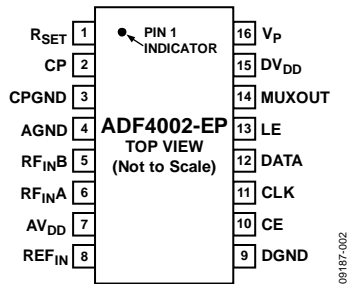 RSET 1
CP 2
CPGND 3
AGND 4
RFINB 5
RFINA 6
AVDD 7
REFIN 8
PIN 1
INDICATOR
ADF4002-EP
TOP VIEW
(Not to Scale)
16 VP
15 DVDD
14 MUXOUT
13 LE
12 DATA
11 CLK
10 CE
9 DGND
09187-002